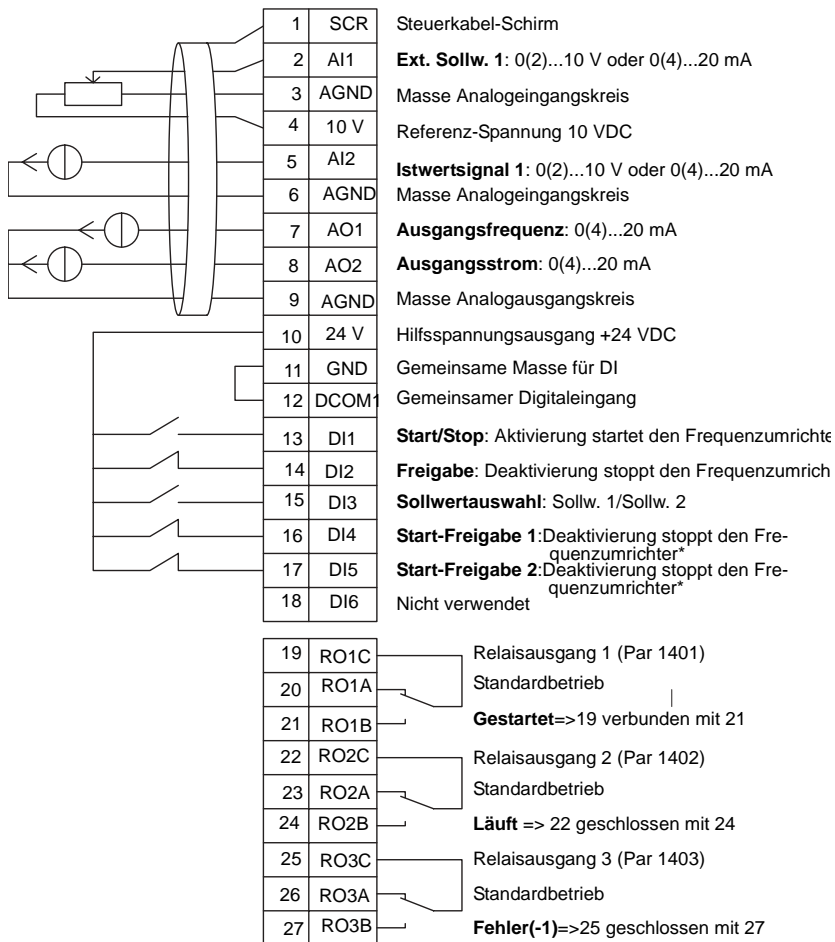 1 SCR Steuerkabel-Schirm
2 AI1 Ext. Sollw. 1: 0(2)...10 V oder 0(4)...20 mA
3 AGND Masse Analogeingangskreis
4 10 V Referenz-Spannung 10 VDC
5 AI2 Istwertsignal 1: 0(2)...10 V oder 0(4)...20 mA
6 AGND Masse Analogeingangskreis
7 AO1 Ausgangsfrequenz: 0(4)...20 mA
8 AO2 Ausgangsstrom: 0(4)...20 mA
9 AGND Masse Analogausgangskreis
10 24 V Hilfsspannungsausgang +24 VDC
11 GND Gemeinsame Masse für DI
12 DCOM1 Gemeinsamer Digitaleingang
13 DI1 Start/Stop: Aktivierung startet den Frequenzumrichte
14 DI2 Freigabe: Deaktivierung stoppt den Frequenzumrich
15 DI3 Sollwertauswahl: Sollw. 1/Sollw. 2
16 DI4 Start-Freigabe 1:Deaktivierung stoppt den Fre-
quenzumrichter*
17 DI5 Start-Freigabe 2:Deaktivierung stoppt den Fre-
quenzumrichter*
18 DI6 Nicht verwendet
19 RO1C Relaisausgang 1 (Par 1401)
20 RO1A Standardbetrieb
21 RO1B Gestartet=>19 verbunden mit 21
22 RO2C Relaisausgang 2 (Par 1402)
23 RO2A Standardbetrieb
24 RO2B Läuft => 22 geschlossen mit 24
25 RO3C Relaisausgang 3 (Par 1403)
26 RO3A Standardbetrieb
27 RO3B Fehler(-1)=>25 geschlossen mit 27